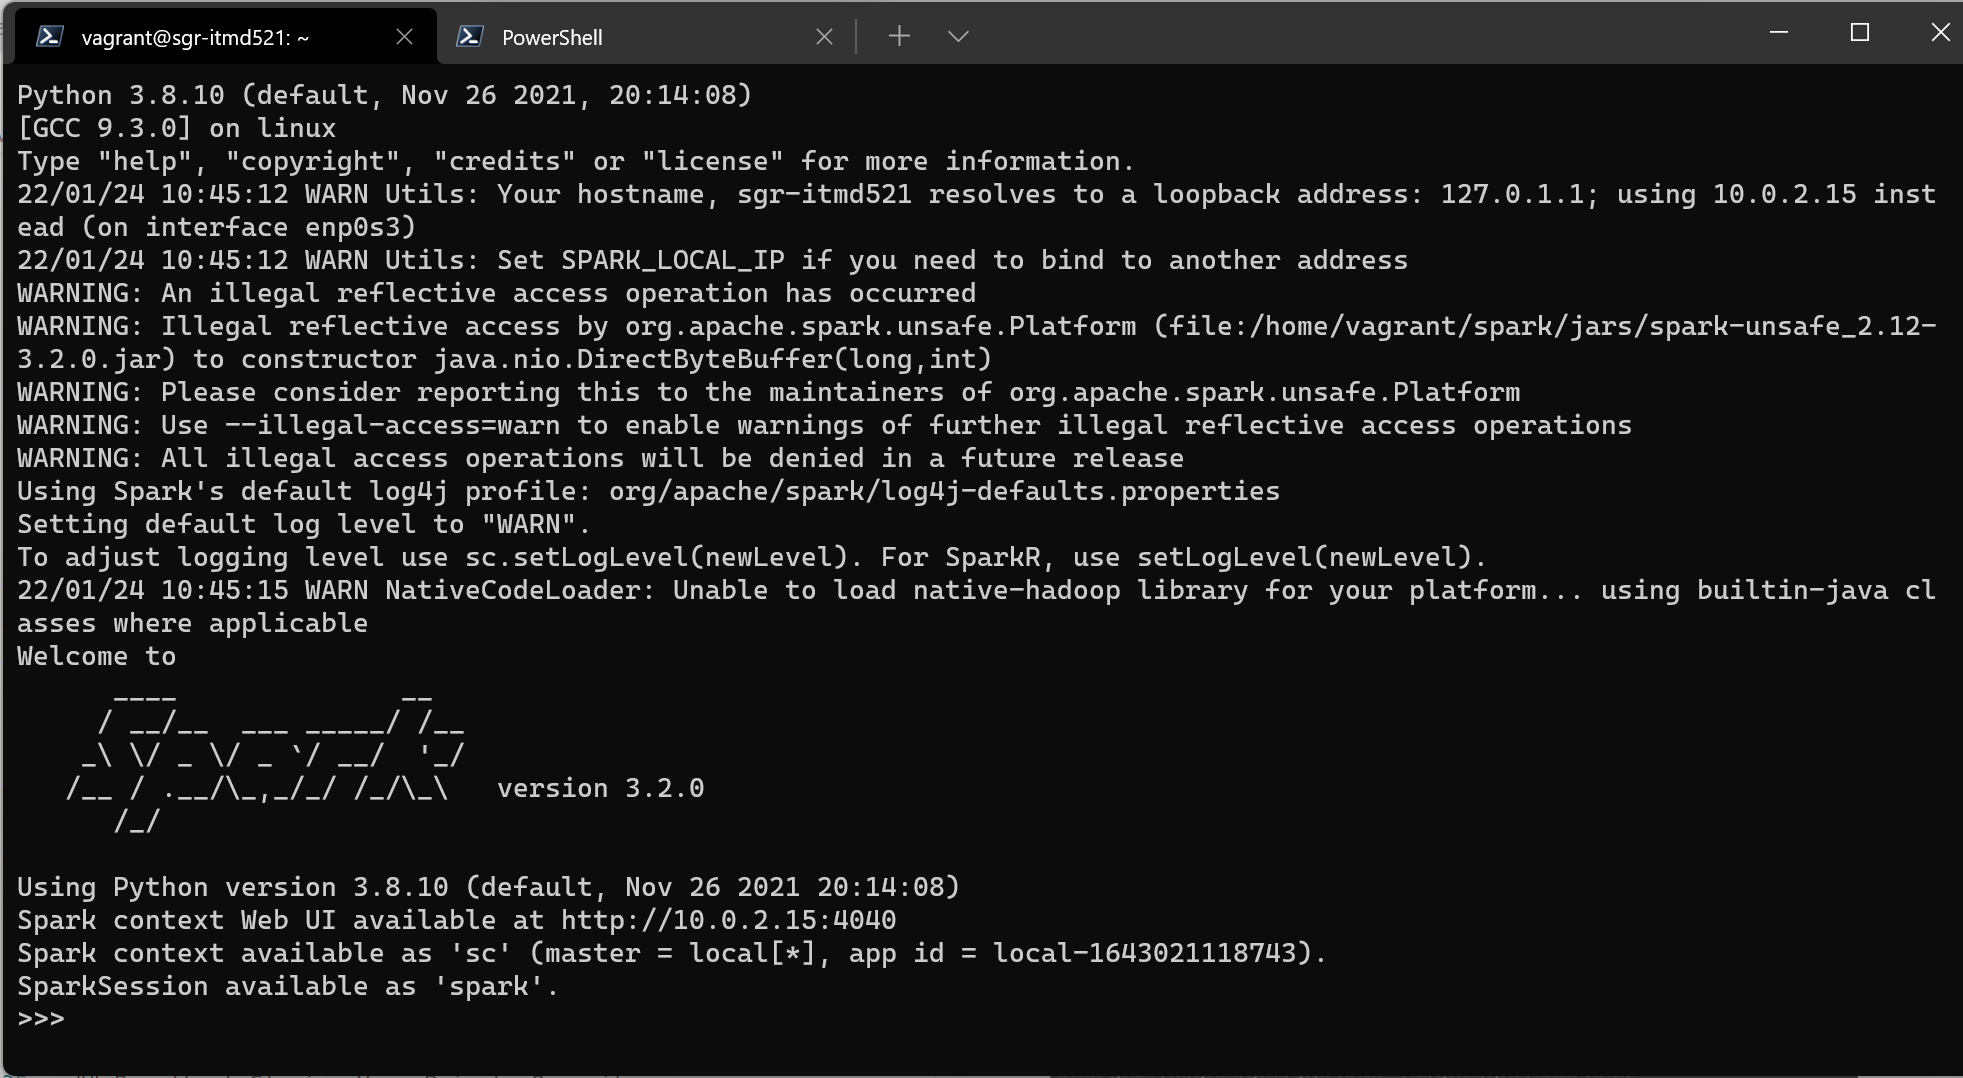 vagrant@sgr-itmd521: ~
PowerShell
Python 3.8.10 (default, Nov 26 2021, 20:14:08)
[GCC 9.3.0] on linux
Type "help", "copyright", "credits" or "license" for more information.
22/01/24 10:45:12 WARN Utils: Your hostname, sgr-itmd521 resolves to a loopback address: 127.0.1.1; using 10.0.2.15 inst
ead (on interface enp0s3)
22/01/24 10:45:12 WARN Utils: Set SPARK_LOCAL_IP if you need to bind to another address
WARNING: An illegal reflective access operation has occurred
WARNING: Illegal reflective access by org.apache.spark.unsafe.Platform (file:/home/vagrant/spark/jars/spark-unsafe_2.12-
3.2.0.jar) to constructor java.nio.DirectByteBuffer(long,int)
WARNING: Please consider reporting this to the maintainers of org.apache.spark.unsafe.Platform
WARNING: Use --illegal-access=warn to enable warnings of further illegal reflective access operations
WARNING: All illegal access operations will be denied in a future release
Using Spark's default log4j profile: org/apache/spark/log4j-defaults.properties
Setting default log level to "WARN".
To adjust logging level use sc.setLogLevel(newLevel). For SparkR, use setLogLevel(newLevel).
22/01/24 10:45:15 WARN NativeCodeLoader: Unable to load native-hadoop library for your platform... using builtin-java cl
asses where applicable
Welcome to
      ____              __
     / __/__  ___ _____/ /__
    _\ \/ _ \/ _ `/ __/  '_/
   /__ / .__/\_,_/_/ /_/\_\   version 3.2.0
      /_/
Using Python version 3.8.10 (default, Nov 26 2021 20:14:08)
Spark context Web UI available at http://10.0.2.15:4040
Spark context available as 'sc' (master = local[*], app id = local-1643021118743).
SparkSession available as 'spark'.
>>>